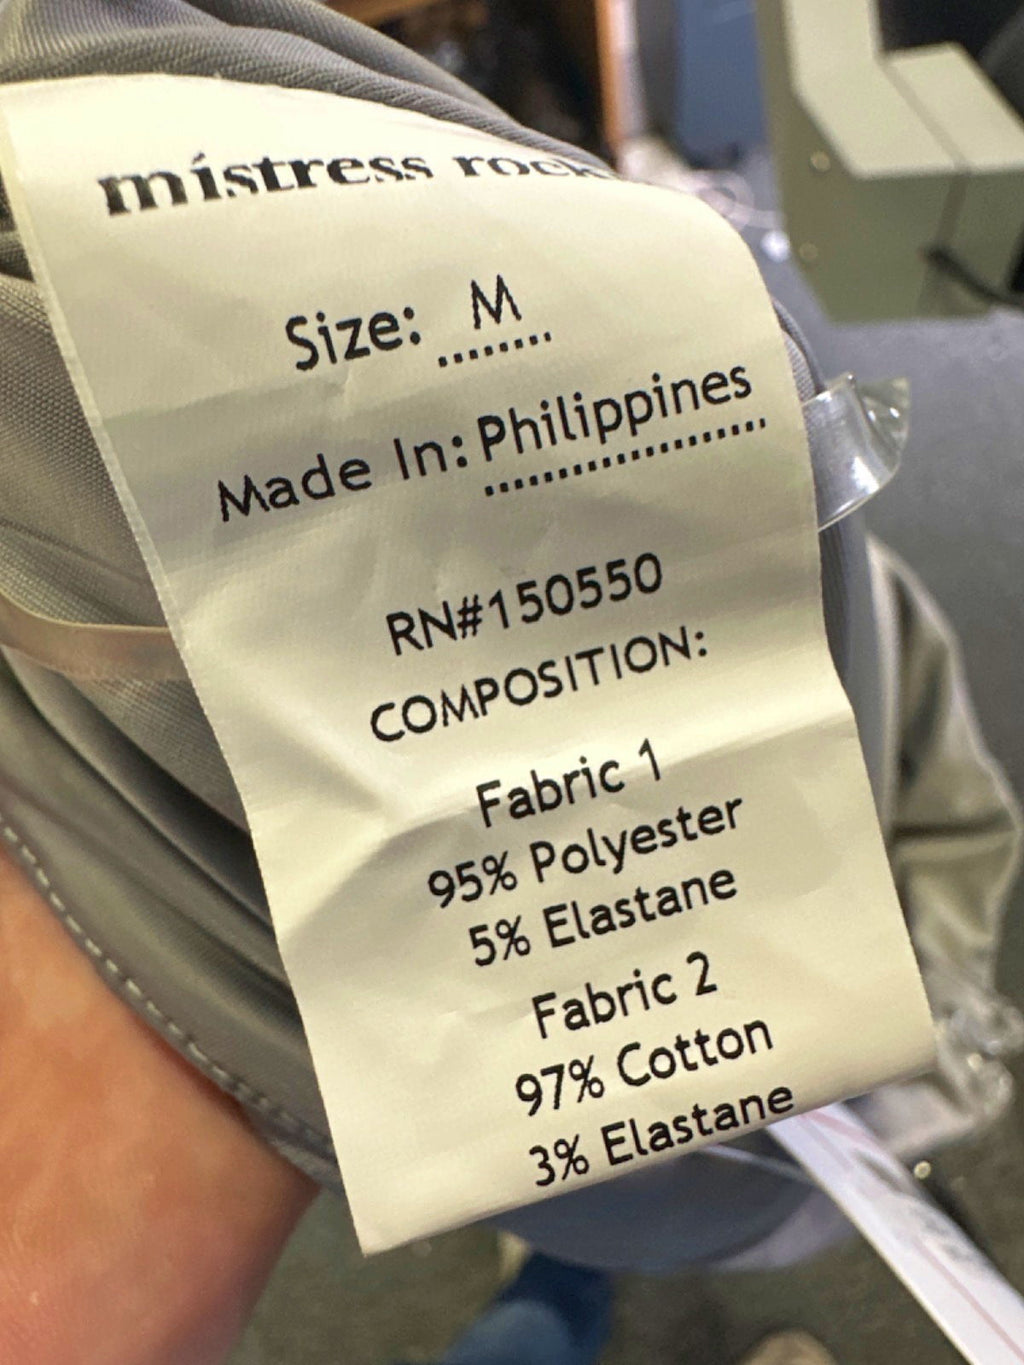 místress rock
Size: M
Made In: Philippines
RN#150550
COMPOSITION:
Fabric 1
95% Polyester
5% Elastane
Fabric 2
97% Cotton
3% Elastane